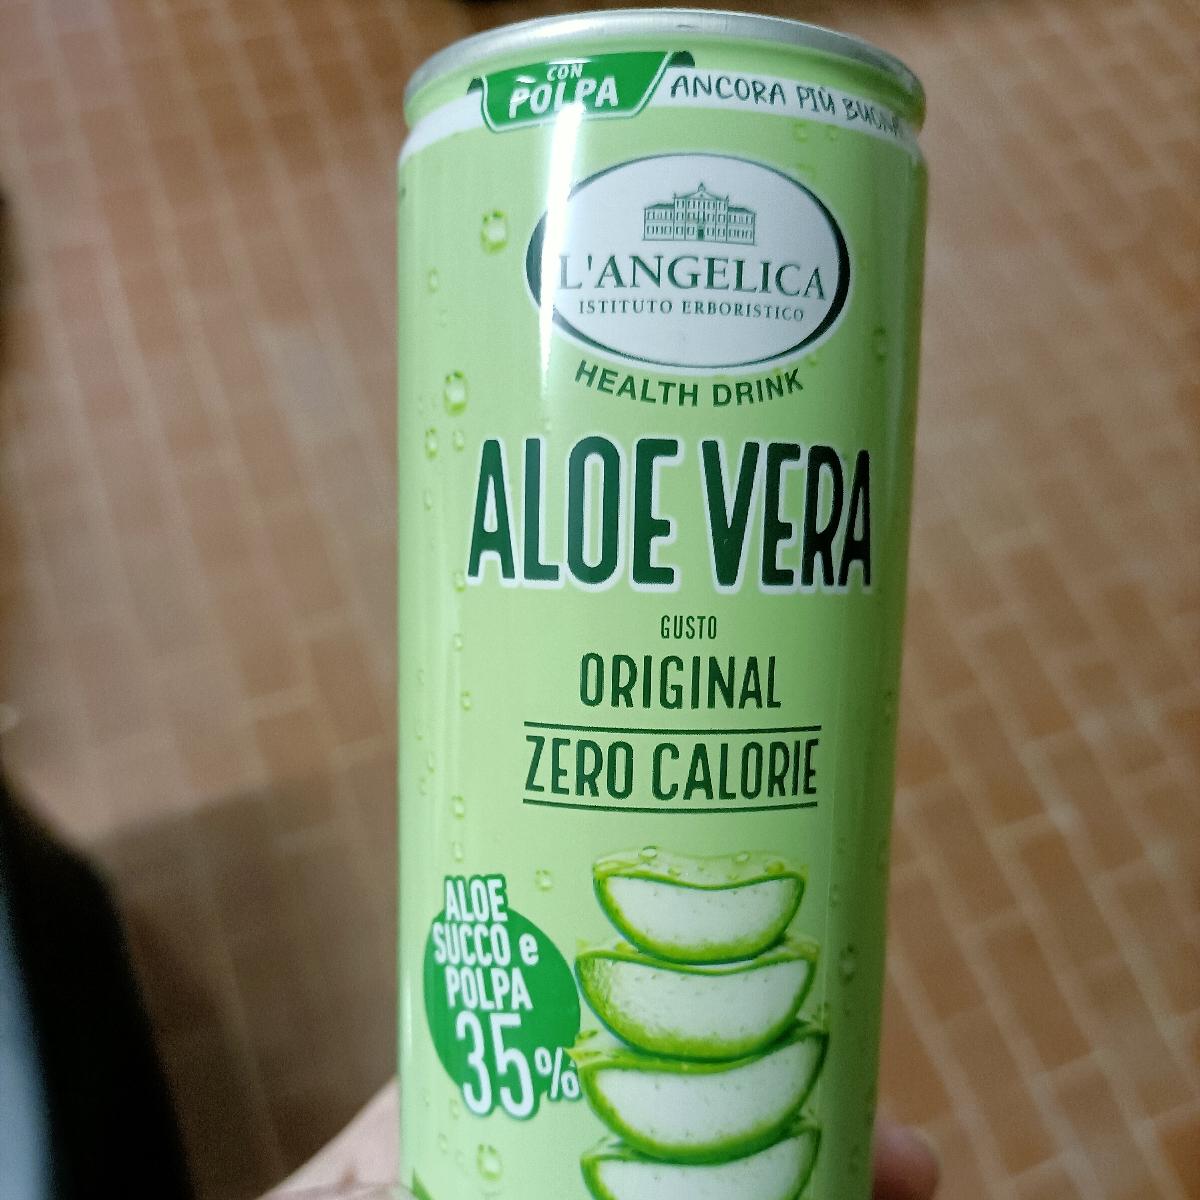 CON
POLPA
ANCORA PIÙ BUONA
L'ANGELICA
ISTITUTO ERBORISTICO
HEALTH DRINK
ALOE VERA
GUSTO
ORIGINAL
ZERO CALORIE
ALOE
SUCCO e
POLPA
35%